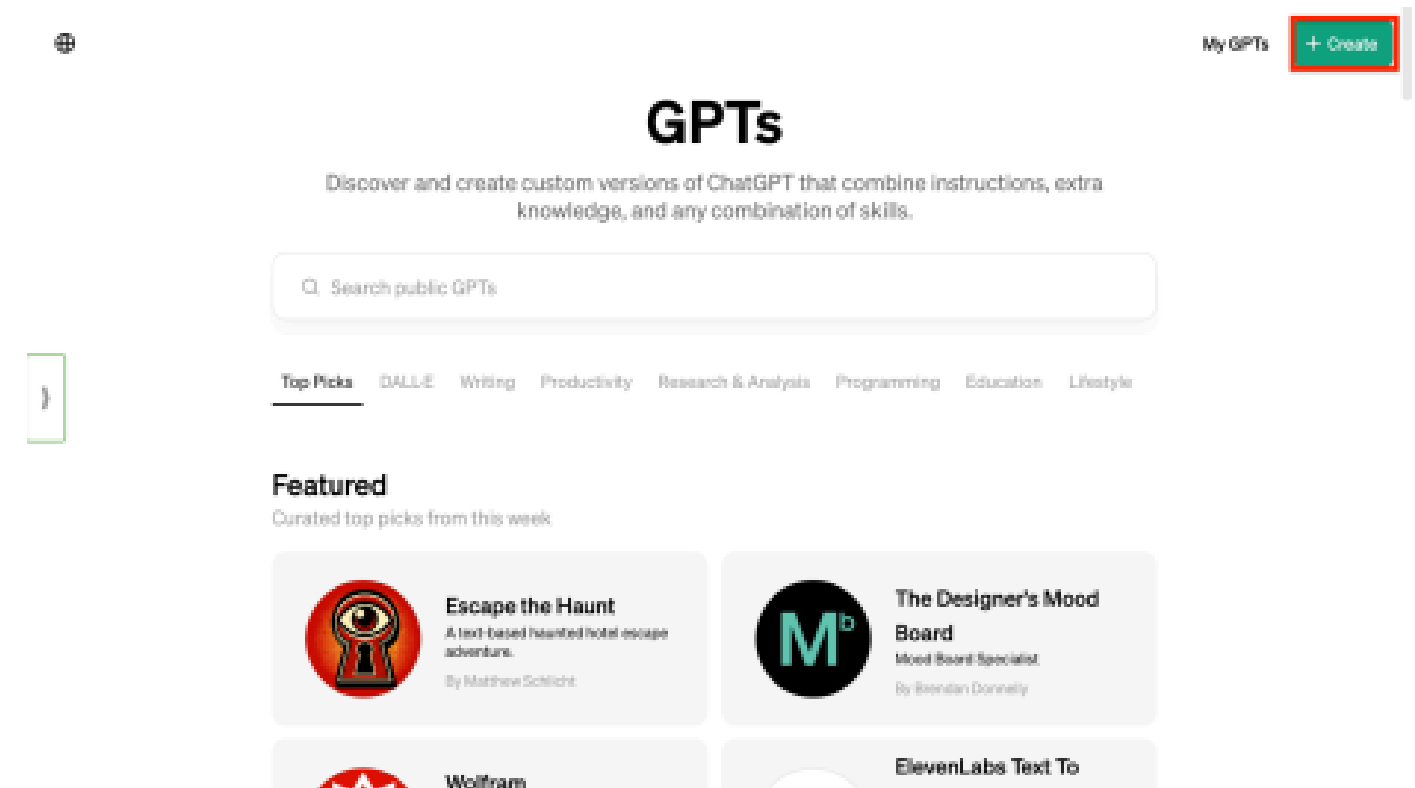 My GPTs
+ Create
GPTs
Discover and create custom versions of ChatGPT that combine instructions, extra
knowledge, and any combination of skills.
Search public GPTs
Top Picks DALL·E Writing Productivity Research & Analysis Programming Education Lifestyle
Featured
Curated top picks from this week
Escape the Haunt
A text-based haunted hotel escape
adventure.
By Matthew Schlicht
Mb
The Designer's Mood
Board
Mood Board Specialist
By Brendan Donnelly
Wolfram
ElevenLabs Text To